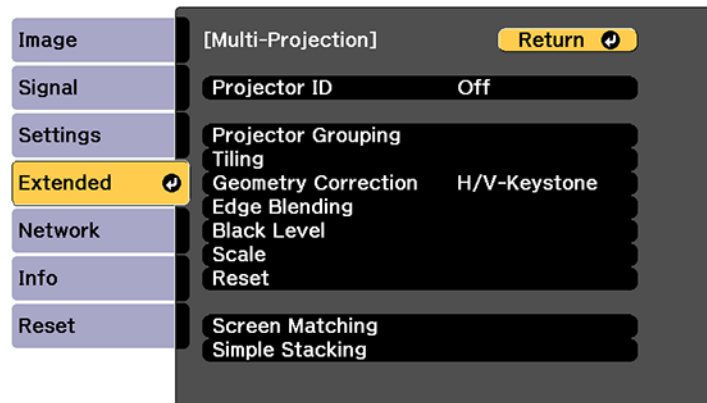 Image
Signal
Settings
Extended
Network
Info
Reset
[Multi-Projection] Return
Projector ID Off
Projector Grouping
Tiling
Geometry Correction H/V-Keystone
Edge Blending
Black Level
Scale
Reset
Screen Matching
Simple Stacking